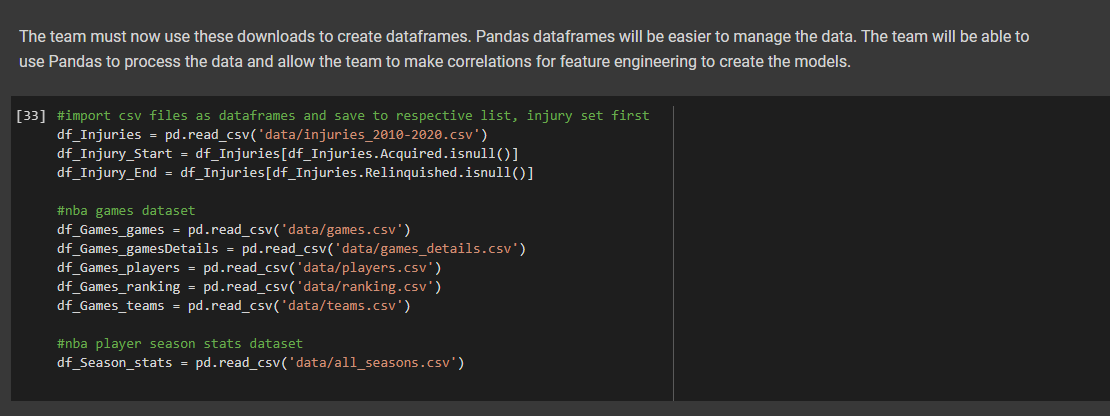 The team must now use these downloads to create dataframes. Pandas dataframes will be easier to manage the data. The team will be able to
use Pandas to process the data and allow the team to make correlations for feature engineering to create the models.
[33] #import csv files as dataframes and save to respective list, injury set first
df_Injuries = pd.read_csv('data/injuries_2010-2020.csv')
df_Injury_Start = df_Injuries[df_Injuries.Acquired.isnull()]
df_Injury_End = df_Injuries[df_Injuries.Relinquished.isnull()]
#nba games dataset
df_Games_games = pd.read_csv('data/games.csv')
df_Games_gamesDetails = pd.read_csv('data/games_details.csv')
df_Games_players = pd.read_csv('data/players.csv')
df_Games_ranking = pd.read_csv('data/ranking.csv')
df_Games_teams = pd.read_csv('data/teams.csv')
#nba player season stats dataset
df_Season_stats = pd.read_csv('data/all_seasons.csv')